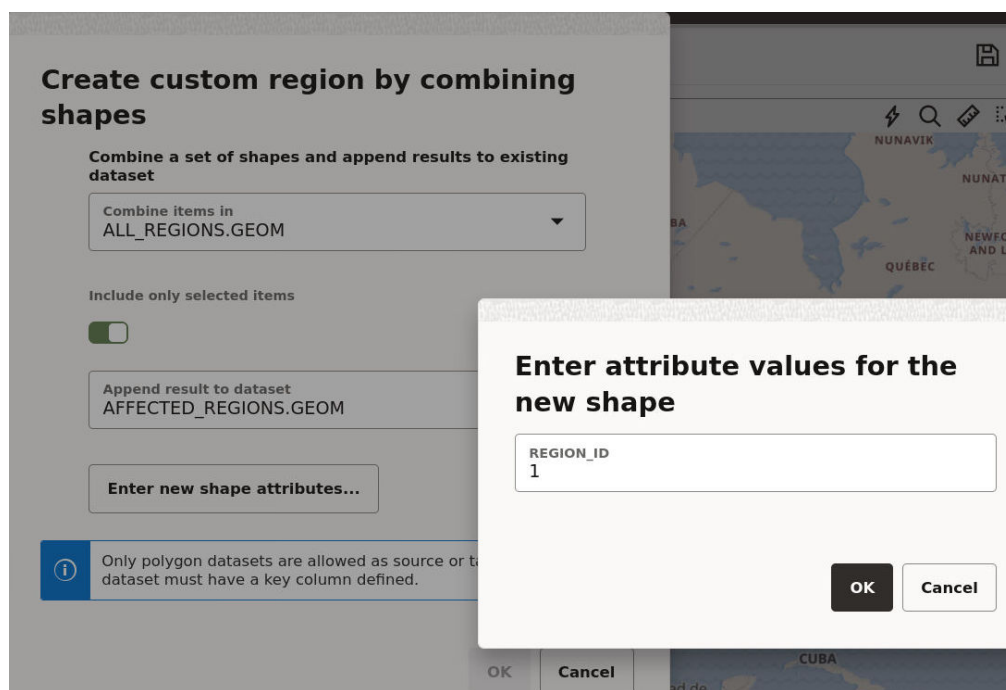 Create custom region by combining
shapes
Combine a set of shapes and append results to existing
dataset
Combine items in
ALL_REGIONS.GEOM
Include only selected items
Append result to dataset
AFFECTED_REGIONS.GEOM
Enter new shape attributes...
Only polygon datasets are allowed as source or
dataset must have a key column defined.
OK
Cancel
NUNAVIK
NUNAT
BA
NEWFO
AND L
QUÉBEC
Enter attribute values for the
new shape
REGION_ID
1
OK
Cancel
CUBA
ad de